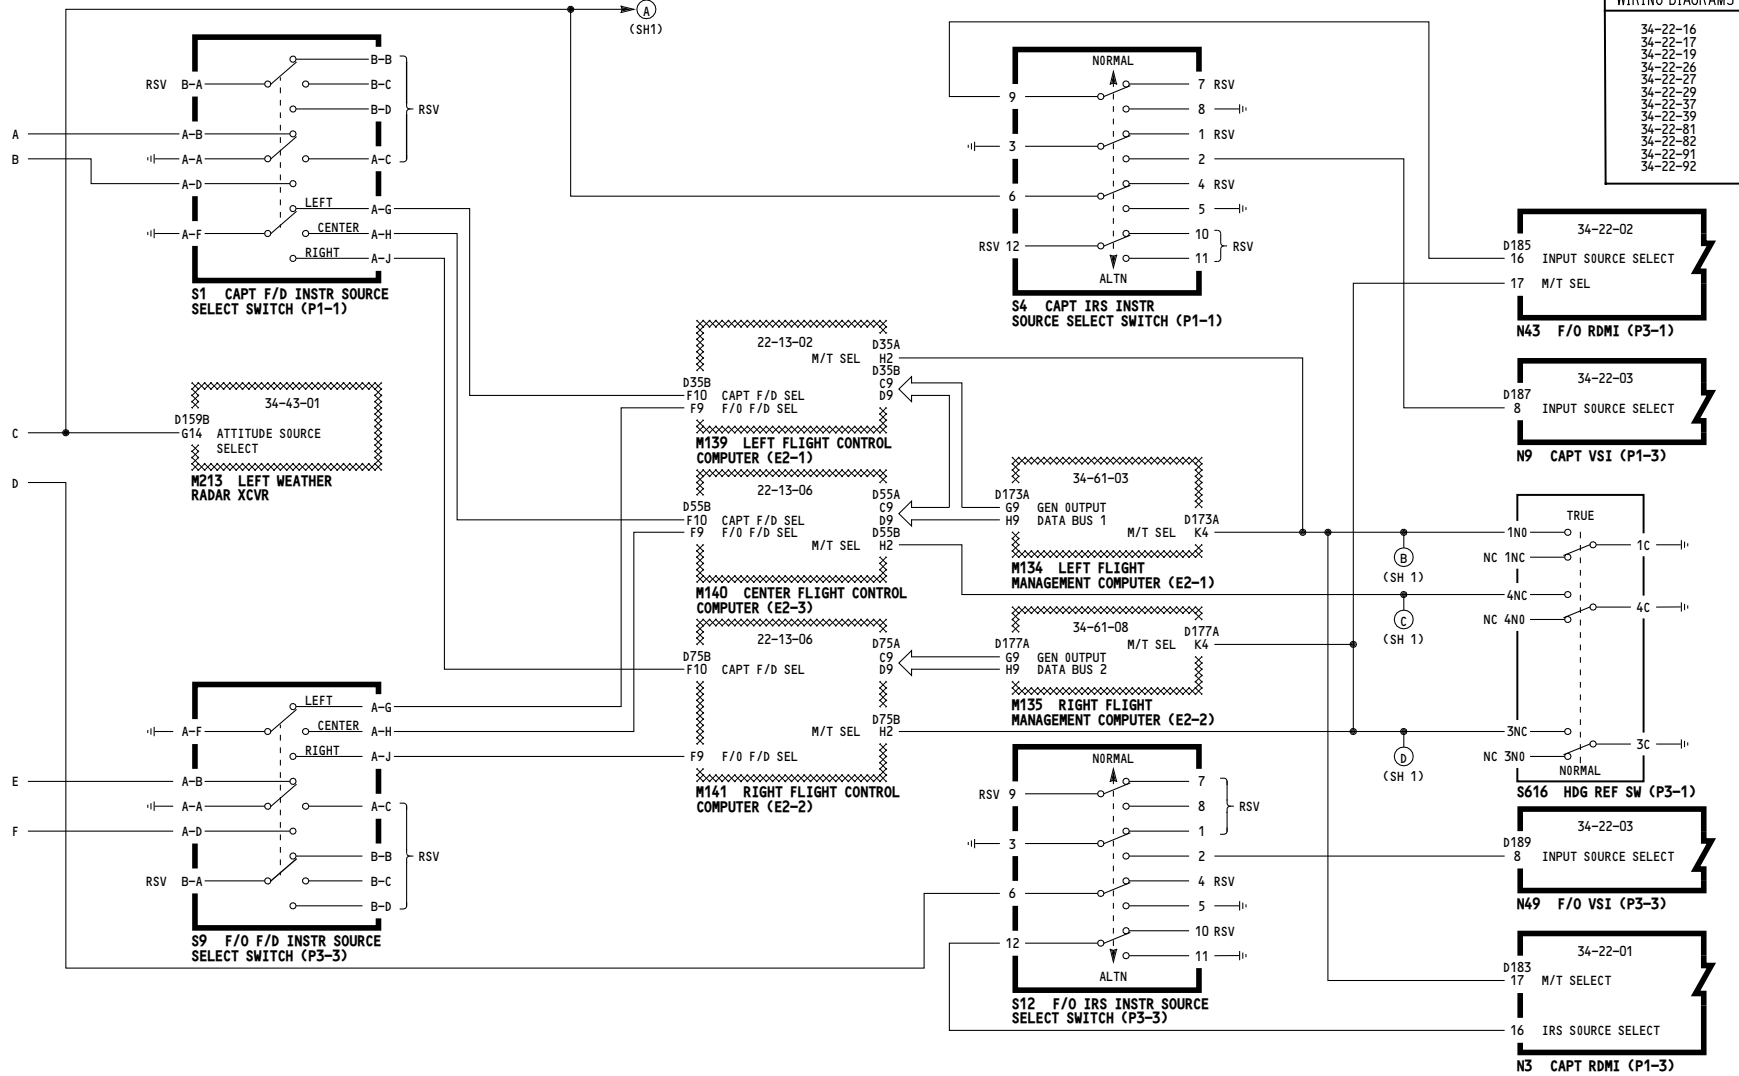 A
(SH1)
WIRING DIAGRAMS
34-22-16
34-22-17
34-22-19
34-22-26
34-22-27
34-22-29
34-22-37
34-22-39
34-22-81
34-22-82
34-22-91
34-22-92
A
B
C
D
E
F
RSV B-A
B-B
B-C
B-D
RSV
A-B
A-A
A-C
A-D
LEFT A-G
A-F
CENTER A-H
RIGHT A-J
S1 CAPT F/D INSTR SOURCE
SELECT SWITCH (P1-1)
34-43-01
D159B
G14 ATTITUDE SOURCE
SELECT
M213 LEFT WEATHER
RADAR XCVR
LEFT A-G
A-F
CENTER A-H
RIGHT A-J
A-B
A-A
A-C
A-D
B-B
RSV
RSV B-A
B-C
B-D
S9 F/O F/D INSTR SOURCE
SELECT SWITCH (P3-3)
22-13-02
D35A
M/T SEL H2
D35B
C9
D9
D35B
F10 CAPT F/D SEL
F9 F/O F/D SEL
M139 LEFT FLIGHT CONTROL
COMPUTER (E2-1)
22-13-06
D55A
C9
D9
D55B
D55B
F10 CAPT F/D SEL
F9 F/O F/D SEL
M/T SEL H2
M140 CENTER FLIGHT CONTROL
COMPUTER (E2-3)
22-13-06
D75A
C9
D9
D75B
F10 CAPT F/D SEL
D75B
M/T SEL H2
F9 F/O F/D SEL
M141 RIGHT FLIGHT CONTROL
COMPUTER (E2-2)
NORMAL
7 RSV
9
8
1 RSV
3
2
4 RSV
6
5
10
RSV
RSV 12
11
ALTN
S4 CAPT IRS INSTR
SOURCE SELECT SWITCH (P1-1)
34-61-03
D173A
G9 GEN OUTPUT
H9 DATA BUS 1
D173A
M/T SEL K4
M134 LEFT FLIGHT
MANAGEMENT COMPUTER (E2-1)
34-61-08
D177A
M/T SEL K4
D177A
G9 GEN OUTPUT
H9 DATA BUS 2
M135 RIGHT FLIGHT
MANAGEMENT COMPUTER (E2-2)
NORMAL
7
RSV 9
8
RSV
1
3
2
4 RSV
6
5
10 RSV
12
11
ALTN
S12 F/O IRS INSTR SOURCE
SELECT SWITCH (P3-3)
34-22-02
D185
16 INPUT SOURCE SELECT
17 M/T SEL
N43 F/O RDMI (P3-1)
34-22-03
D187
8 INPUT SOURCE SELECT
N9 CAPT VSI (P1-3)
B
(SH 1)
C
(SH 1)
D
(SH 1)
TRUE
1NO
1C
NC 1NC
4NC
4C
NC 4NO
3NC
3C
NC 3NO
NORMAL
S616 HDG REF SW (P3-1)
34-22-03
D189
8 INPUT SOURCE SELECT
N49 F/O VSI (P3-3)
34-22-01
D183
17 M/T SELECT
16 IRS SOURCE SELECT
N3 CAPT RDMI (P1-3)